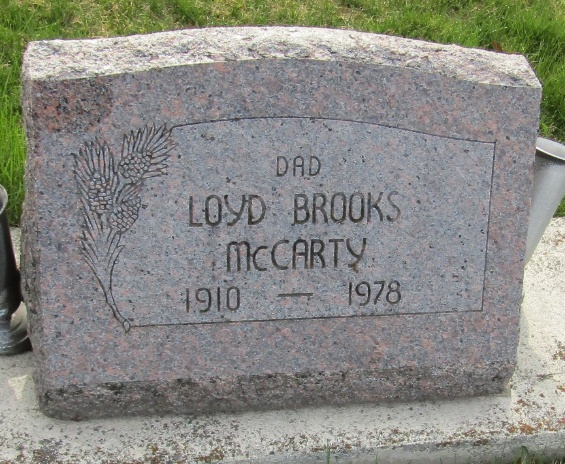 DAD
LOYD BROOKS
McCARTY
1910 — 1978